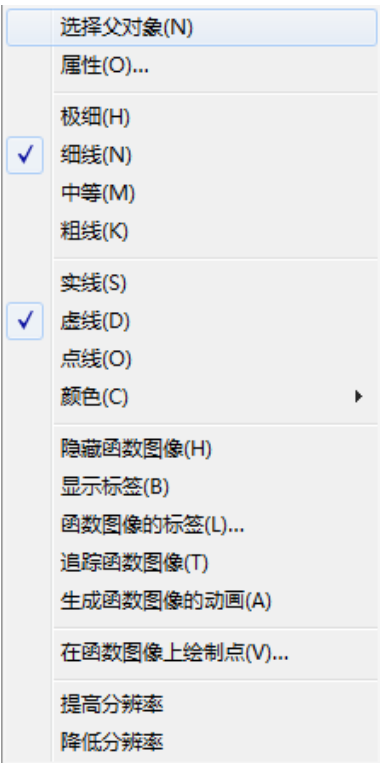 选择父对象(N)
属性(O)...
极细(H)
细线(N)
中等(M)
粗线(K)
实线(S)
虚线(D)
点线(O)
颜色(C)
隐藏函数图像(H)
显示标签(B)
函数图像的标签(L)...
追踪函数图像(T)
生成函数图像的动画(A)
在函数图像上绘制点(V)...
提高分辨率
降低分辨率